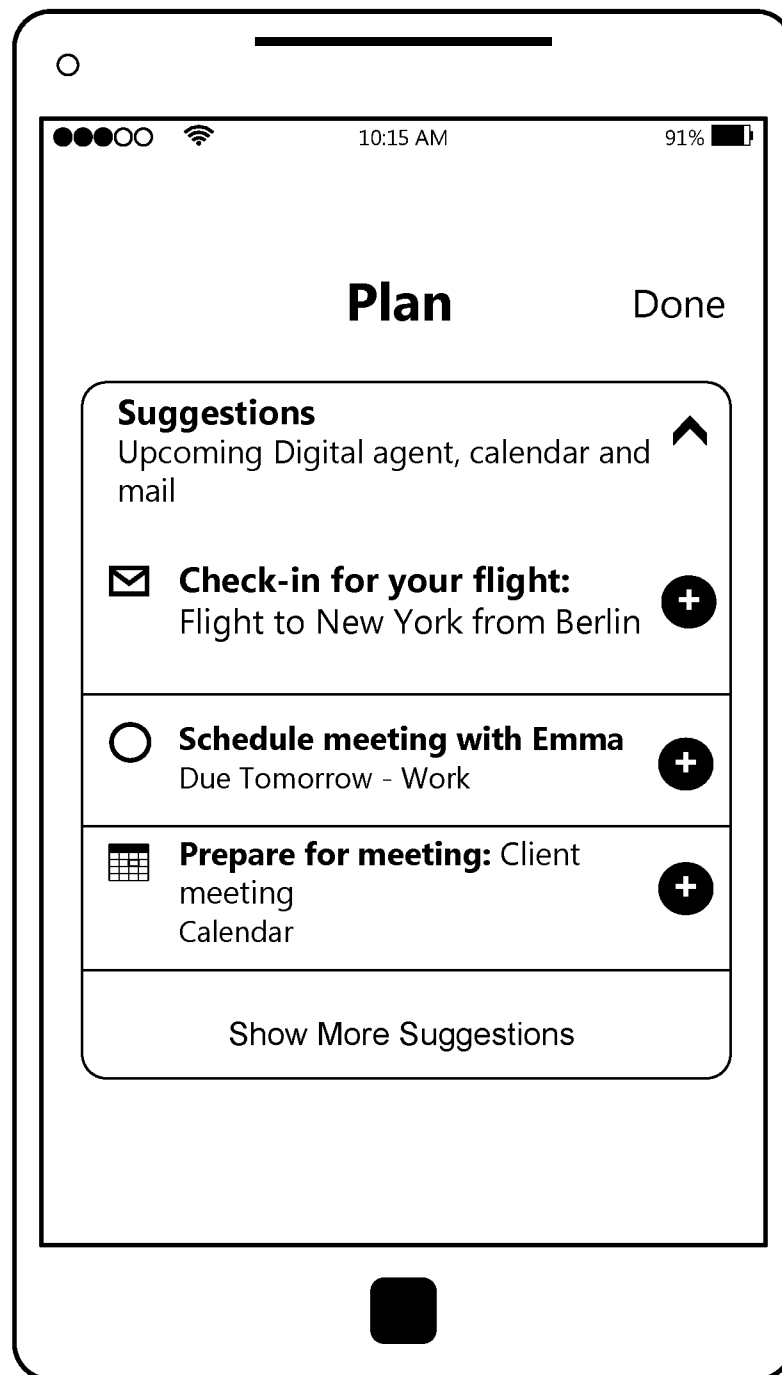 10:15 AM 91%
Plan Done
Suggestions
Upcoming Digital agent, calendar and
mail
Check-in for your flight:
Flight to New York from Berlin
Schedule meeting with Emma
Due Tomorrow - Work
Prepare for meeting: Client
meeting
Calendar
Show More Suggestions